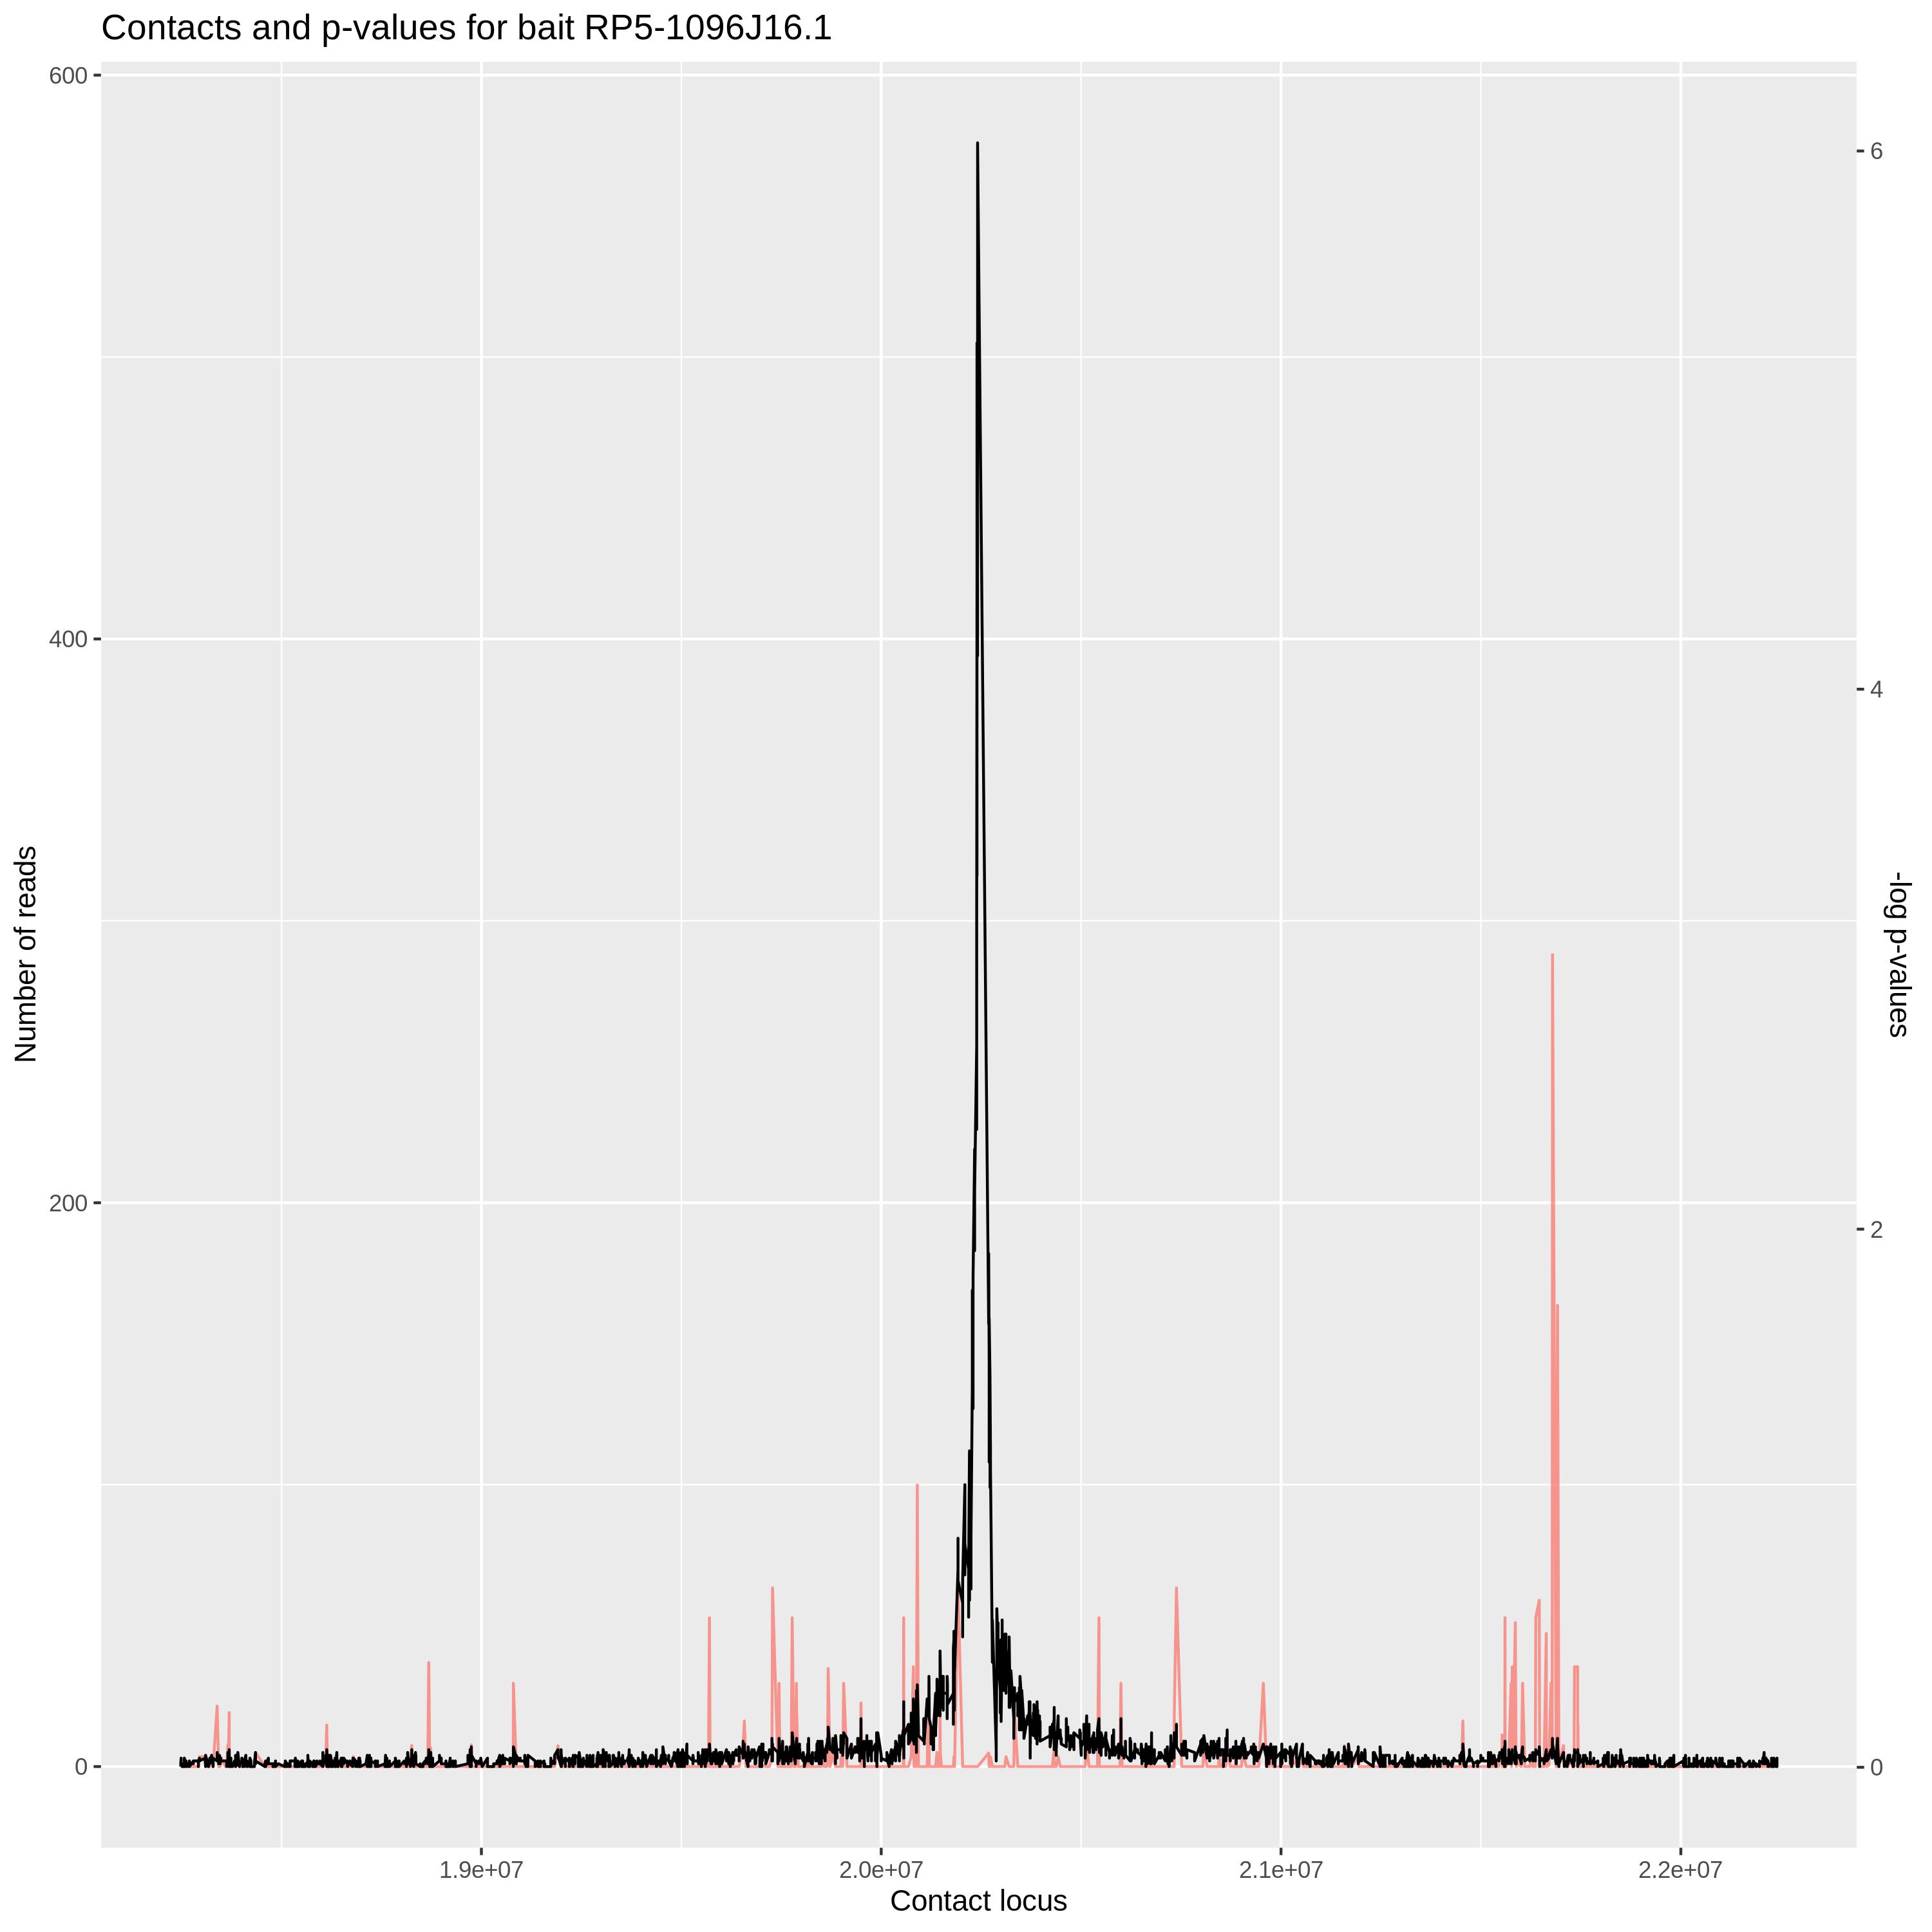 Contacts and p-values for bait RP5-1096J16.1
600
400
200
0
Number of reads
6
4
2
0
-log p-values
1.9e+07 2.0e+07 2.1e+07 2.2e+07
Contact locus